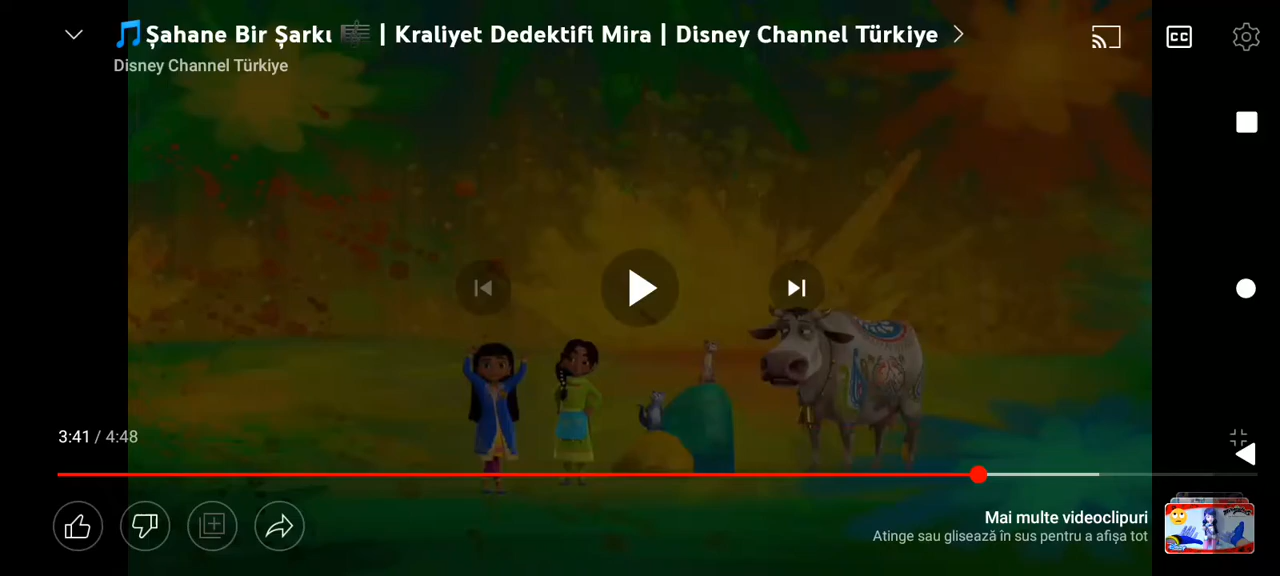 🎵Şahane Bir Şarkı 🎼 | Kraliyet Dedektifi Mira | Disney Channel Türkiye
Disney Channel Türkiye
CC
3:41 / 4:48
Mai multe videoclipuri
Atinge sau glisează în sus pentru a afișa tot